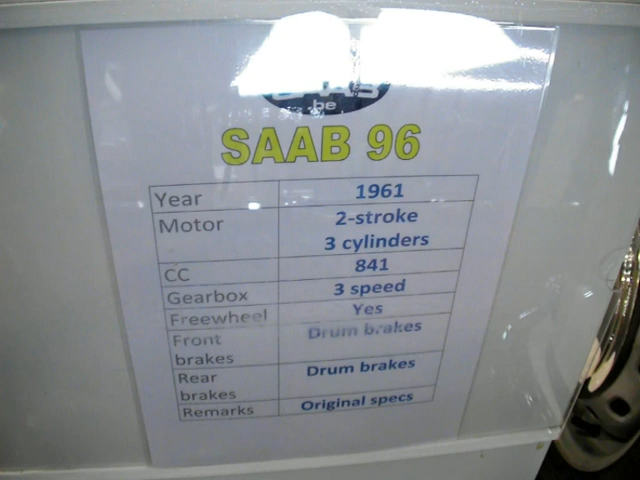 be
SAAB 96
Year 1961
Motor 2-stroke
3 cylinders
CC 841
Gearbox 3 speed
Freewheel Yes
Front Drum brakes
brakes
Rear Drum brakes
brakes
Remarks Original specs